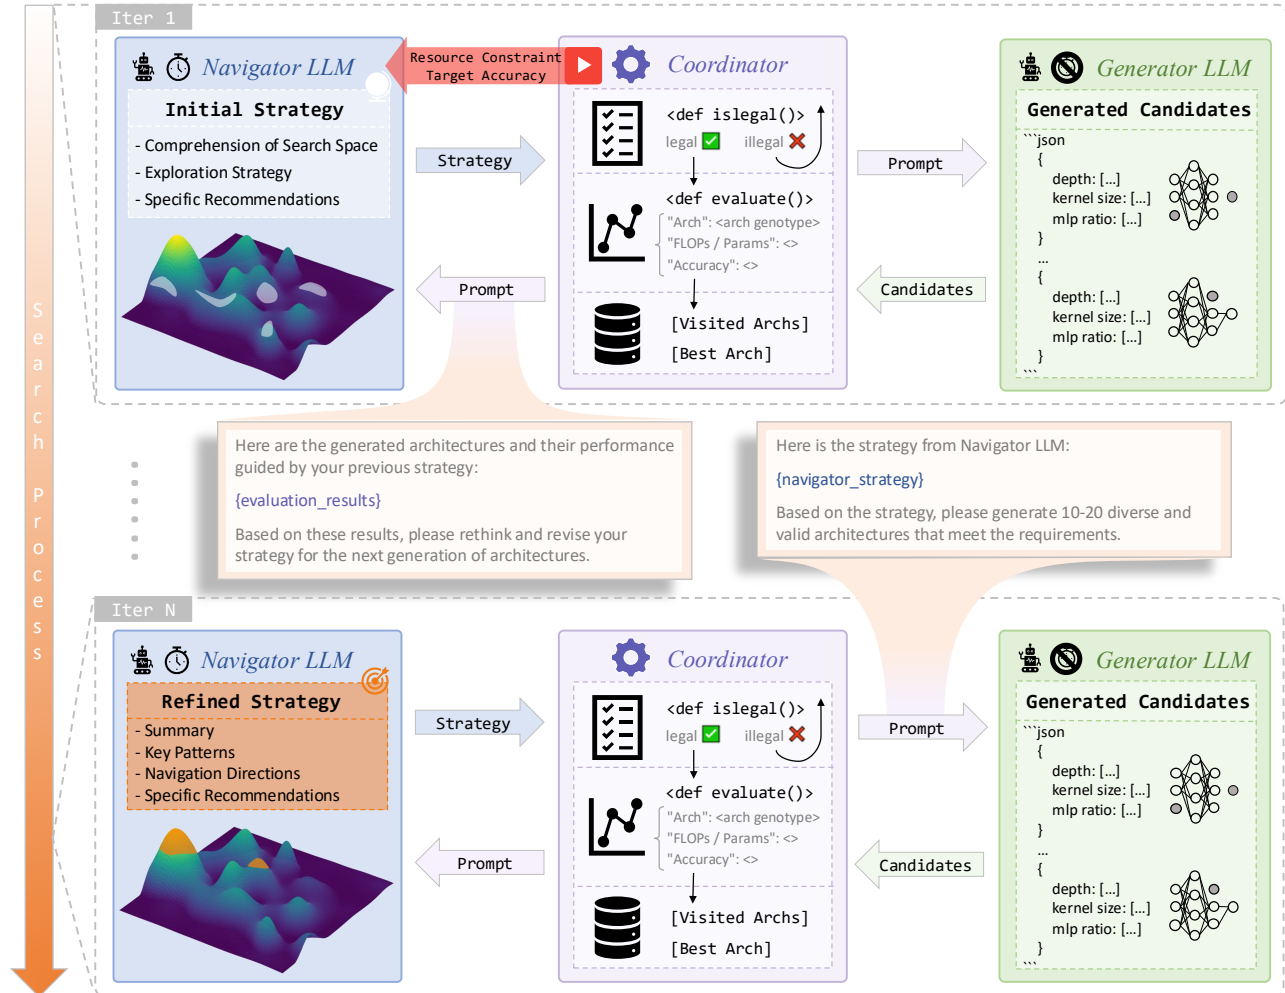 Search Process
Iter 1
Navigator LLM
Initial Strategy
- Comprehension of Search Space
- Exploration Strategy
- Specific Recommendations
Resource Constraint
Target Accuracy
Strategy
Prompt
Coordinator
<def islegal()>
legal ✅ illegal ❌
<def evaluate()>
"Arch": <arch genotype>
"FLOPs / Params": <>
"Accuracy": <>
[Visited Archs]
[Best Arch]
Prompt
Candidates
Generator LLM
Generated Candidates
```json
{
depth: [...]
kernel size: [...]
mlp ratio: [...]
}
...
{
depth: [...]
kernel size: [...]
mlp ratio: [...]
}
```
Here are the generated architectures and their performance
guided by your previous strategy:
{evaluation_results}
Based on these results, please rethink and revise your
strategy for the next generation of architectures.
Here is the strategy from Navigator LLM:
{navigator_strategy}
Based on the strategy, please generate 10-20 diverse and
valid architectures that meet the requirements.
Iter N
Navigator LLM
Refined Strategy
- Summary
- Key Patterns
- Navigation Directions
- Specific Recommendations
Strategy
Prompt
Coordinator
<def islegal()>
legal ✅ illegal ❌
<def evaluate()>
"Arch": <arch genotype>
"FLOPs / Params": <>
"Accuracy": <>
[Visited Archs]
[Best Arch]
Prompt
Candidates
Generator LLM
Generated Candidates
```json
{
depth: [...]
kernel size: [...]
mlp ratio: [...]
}
...
{
depth: [...]
kernel size: [...]
mlp ratio: [...]
}
```